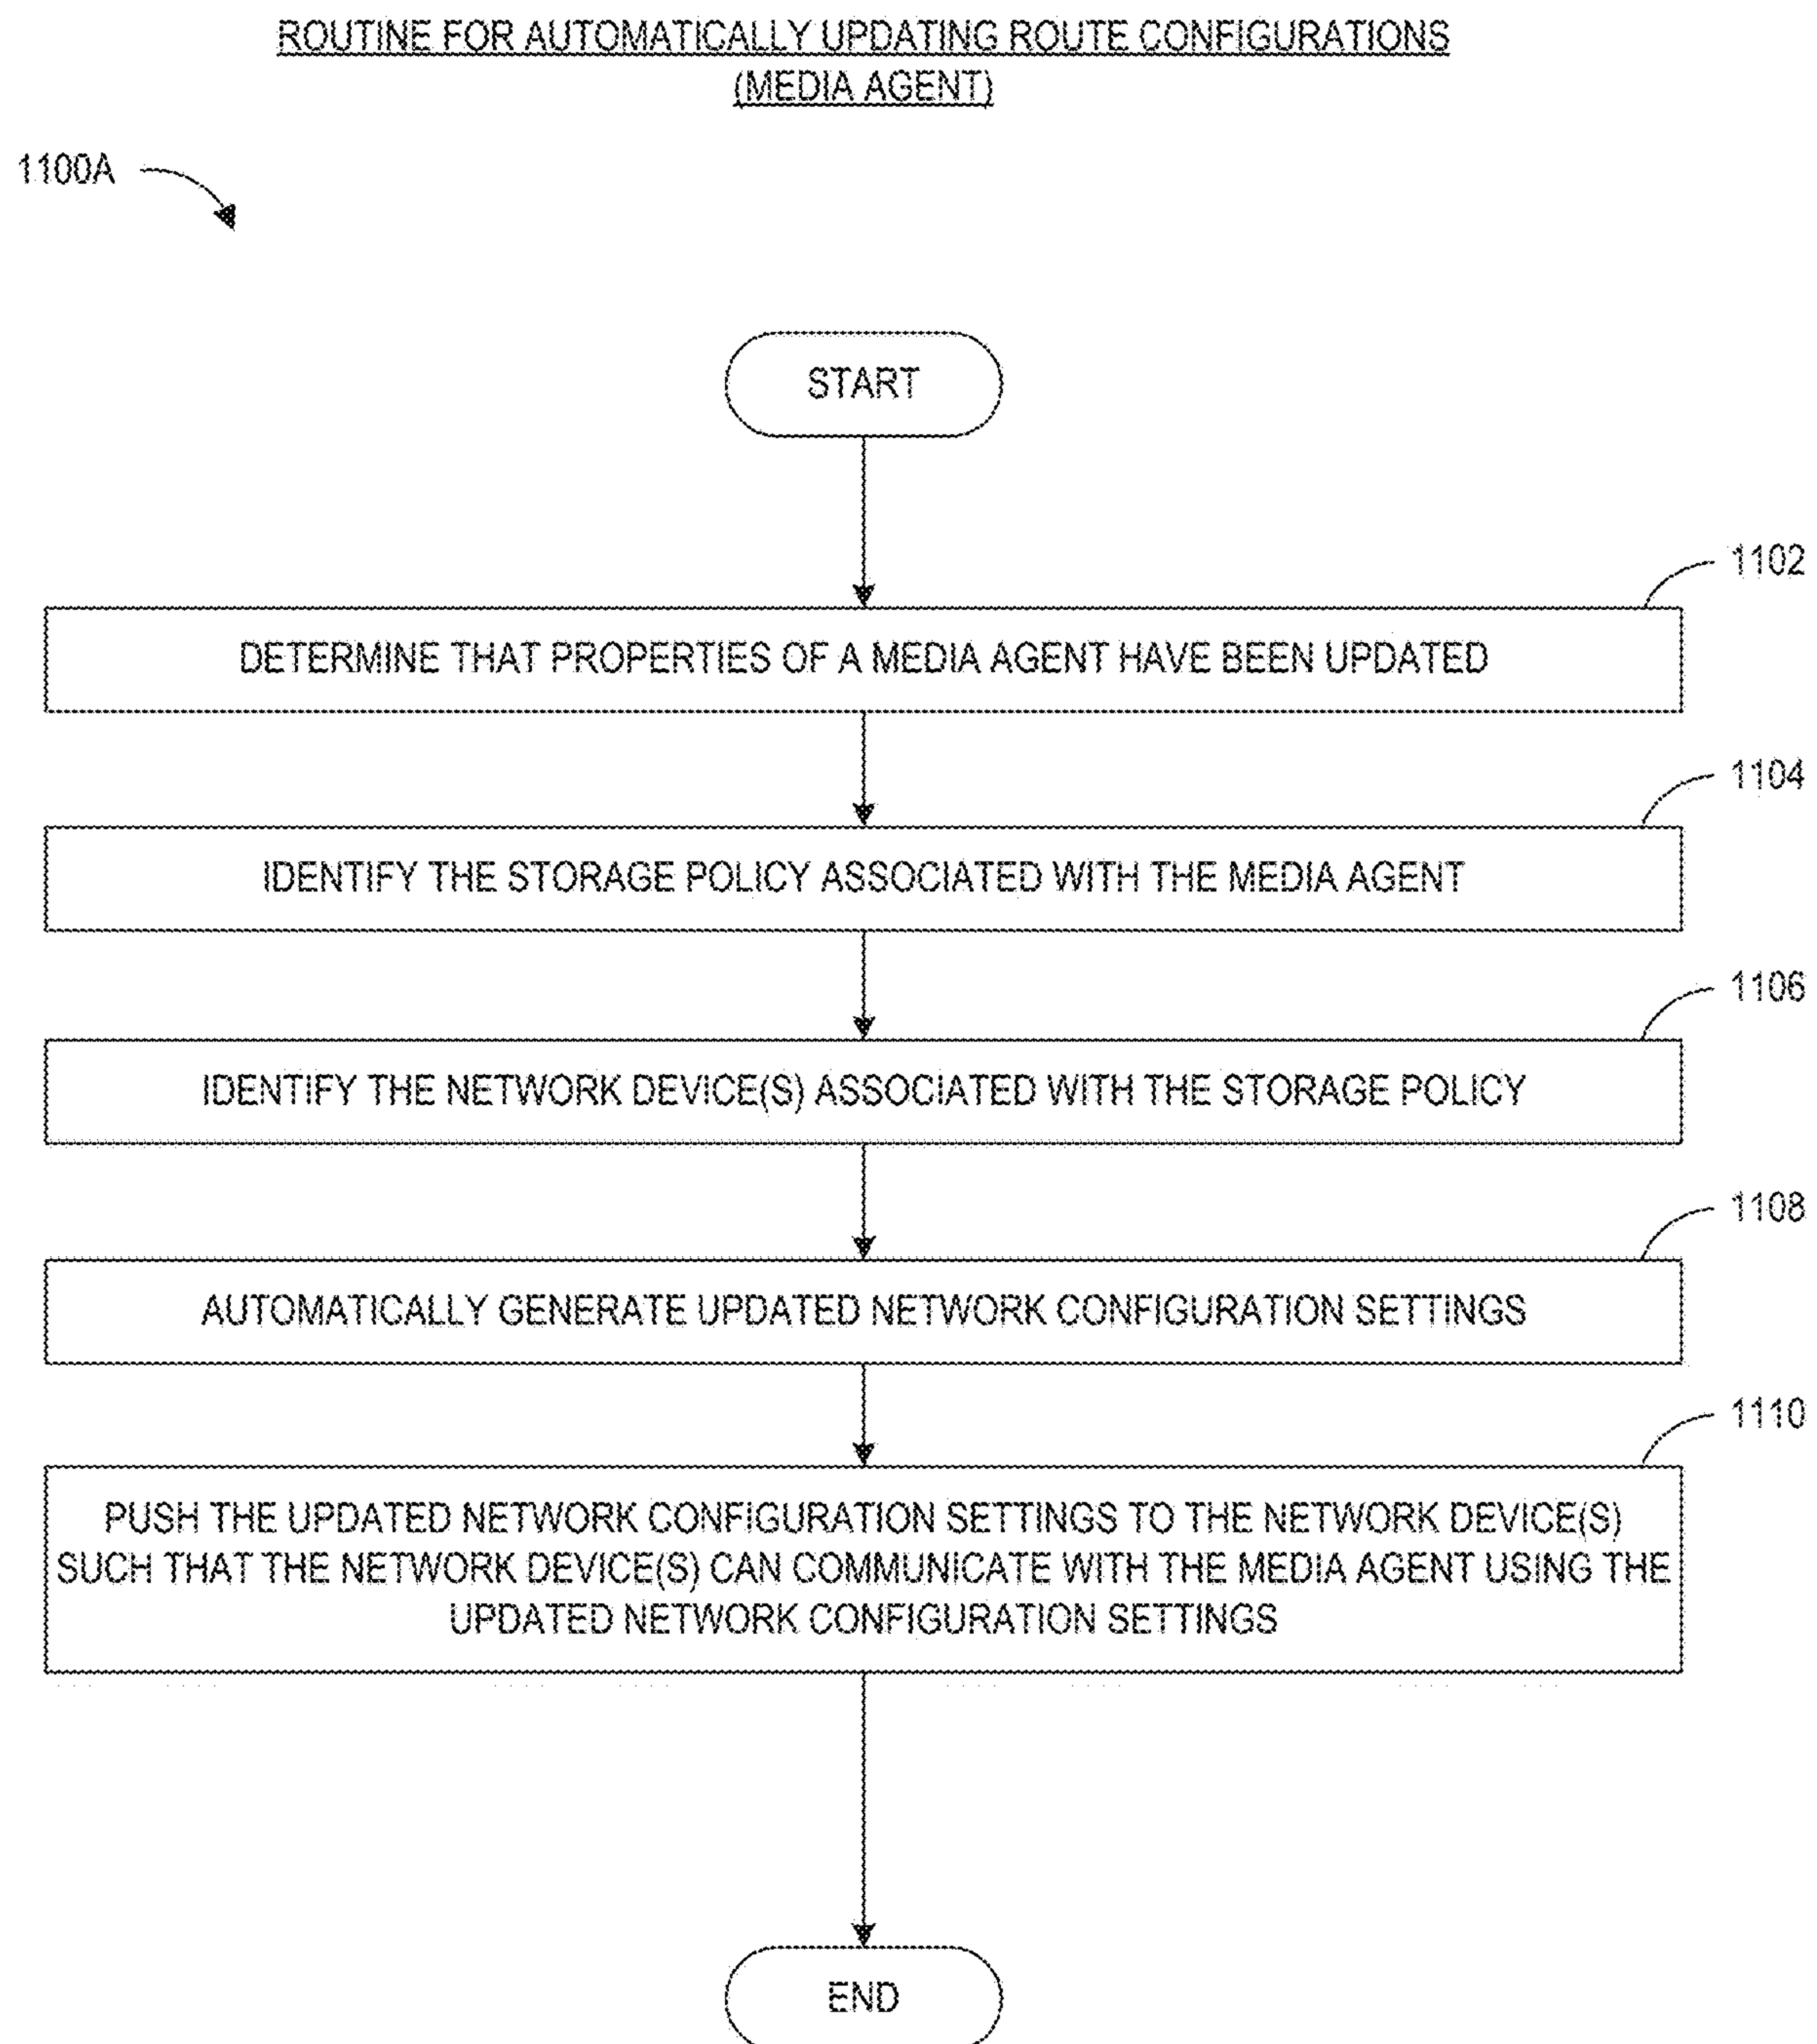 ROUTINE FOR AUTOMATICALLY UPDATING ROUTE CONFIGURATIONS
(MEDIA AGENT)
1100A
START
1102
DETERMINE THAT PROPERTIES OF A MEDIA AGENT HAVE BEEN UPDATED
1104
IDENTIFY THE STORAGE POLICY ASSOCIATED WITH THE MEDIA AGENT
1106
IDENTIFY THE NETWORK DEVICE(S) ASSOCIATED WITH THE STORAGE POLICY
1108
AUTOMATICALLY GENERATE UPDATED NETWORK CONFIGURATION SETTINGS
1110
PUSH THE UPDATED NETWORK CONFIGURATION SETTINGS TO THE NETWORK DEVICE(S)
SUCH THAT THE NETWORK DEVICE(S) CAN COMMUNICATE WITH THE MEDIA AGENT USING THE
UPDATED NETWORK CONFIGURATION SETTINGS
END